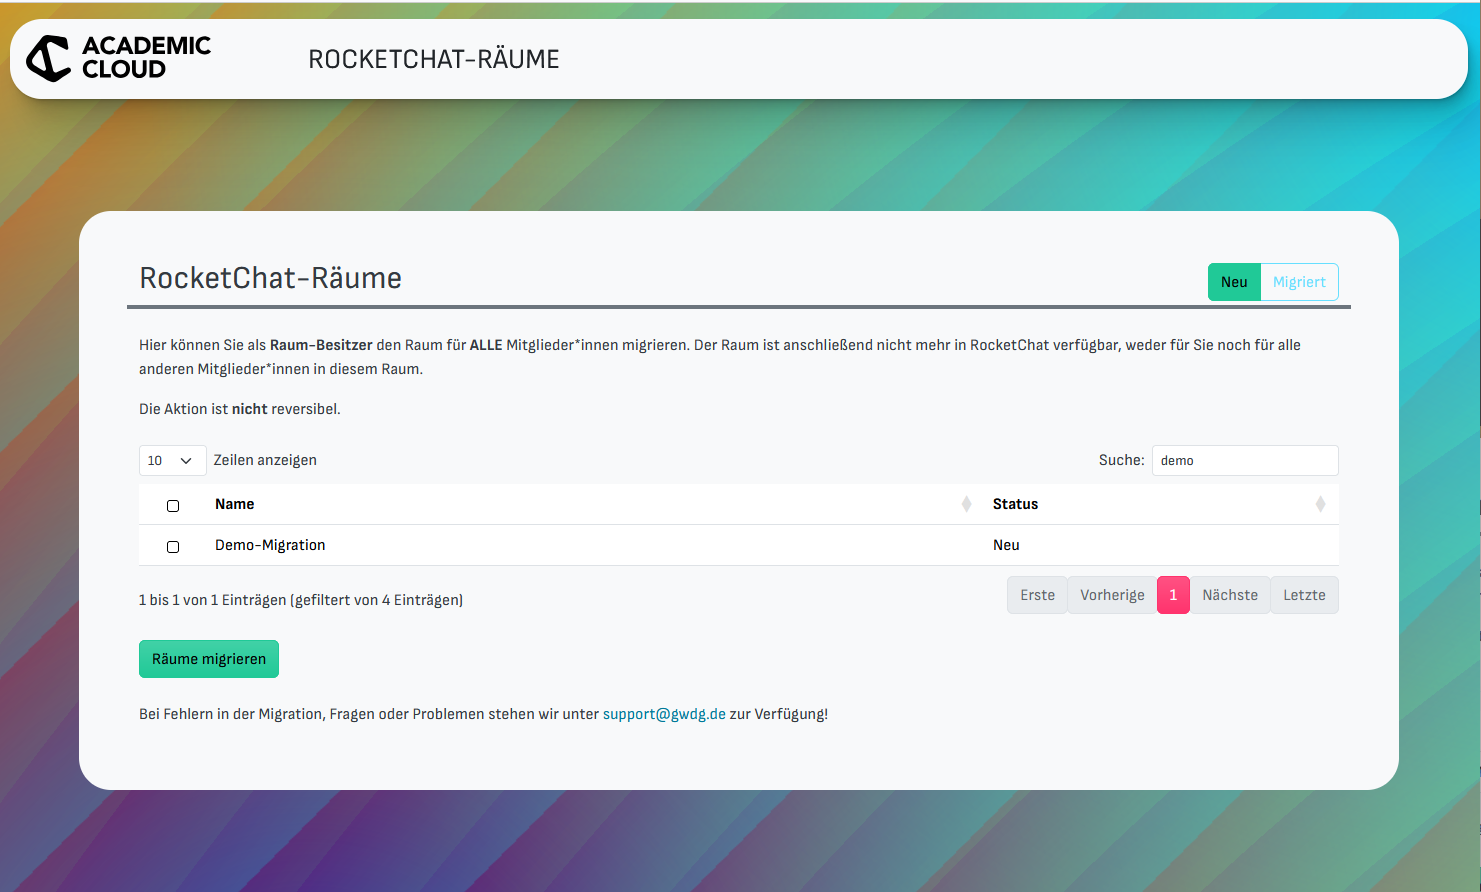 ACADEMIC
CLOUD
ROCKETCHAT-RÄUME
RocketChat-Räume
Neu
Migriert
Hier können Sie als Raum-Besitzer den Raum für ALLE Mitglieder*innen migrieren. Der Raum ist anschließend nicht mehr in RocketChat verfügbar, weder für Sie noch für alle
anderen Mitglieder*innen in diesem Raum.
Die Aktion ist nicht reversibel.
10 Zeilen anzeigen
Suche: demo
Name Status
Demo-Migration Neu
1 bis 1 von 1 Einträgen (gefiltert von 4 Einträgen)
Erste Vorherige 1 Nächste Letzte
Räume migrieren
Bei Fehlern in der Migration, Fragen oder Problemen stehen wir unter support@gwdg.de zur Verfügung!